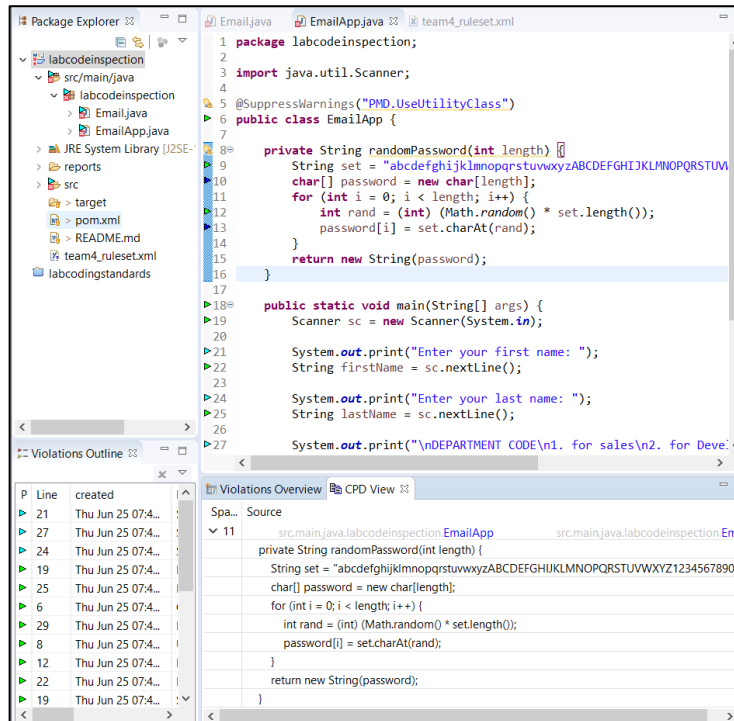 Package Explorer
labcodeinspection
src/main/java
labcodeinspection
Email.java
EmailApp.java
JRE System Library [J2SE-
reports
src
> target
> pom.xml
> README.md
team4_ruleset.xml
labcodingstandards
Email.java EmailApp.java team4_ruleset.xml
1 package labcodeinspection;
2
3 import java.util.Scanner;
4
5 @SuppressWarnings("PMD.UseUtilityClass")
6 public class EmailApp {
7
8 private String randomPassword(int length) {
9 String set = "abcdefghijklmnopqrstuvwxyzABCDEFGHIJKLMNOPQRSTUVW
10 char[] password = new char[length];
11 for (int i = 0; i < length; i++) {
12 int rand = (int) (Math.random() * set.length());
13 password[i] = set.charAt(rand);
14 }
15 return new String(password);
16 }
17
18 public static void main(String[] args) {
19 Scanner sc = new Scanner(System.in);
20
21 System.out.print("Enter your first name: ");
22 String firstName = sc.nextLine();
23
24 System.out.print("Enter your last name: ");
25 String lastName = sc.nextLine();
26
27 System.out.print("\nDEPARTMENT CODE\n1. for sales\n2. for Devel
Violations Outline
P Line created
21 Thu Jun 25 07:4...
27 Thu Jun 25 07:4...
24 Thu Jun 25 07:4...
19 Thu Jun 25 07:4...
25 Thu Jun 25 07:4...
6 Thu Jun 25 07:4...
29 Thu Jun 25 07:4...
8 Thu Jun 25 07:4...
12 Thu Jun 25 07:4...
22 Thu Jun 25 07:4...
19 Thu Jun 25 07:4...
Violations Overview CPD View
Spa... Source
11 src.main.java.labcodeinspection.EmailApp src.main.java.labcodeinspection.Em
private String randomPassword(int length) {
String set = "abcdefghijklmnopqrstuvwxyzABCDEFGHIJKLMNOPQRSTUVWXYZ1234567890
char[] password = new char[length];
for (int i = 0; i < length; i++) {
int rand = (int) (Math.random() * set.length());
password[i] = set.charAt(rand);
}
return new String(password);
}